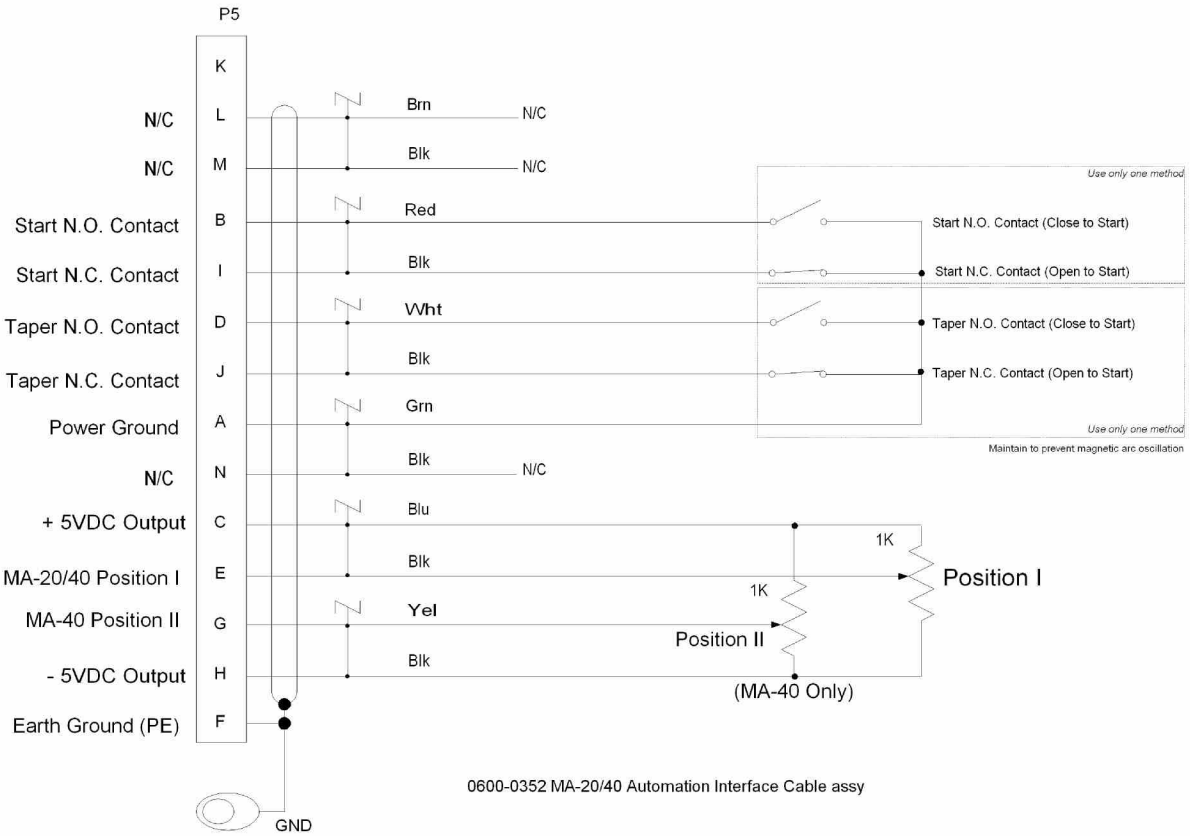 P5
K
N/C L Brn N/C
N/C M Blk N/C
Use only one method
Start N.O. Contact B Red Start N.O. Contact (Close to Start)
Start N.C. Contact I Blk Start N.C. Contact (Open to Start)
Taper N.O. Contact D Wht Taper N.O. Contact (Close to Start)
Taper N.C. Contact J Blk Taper N.C. Contact (Open to Start)
Power Ground A Grn
Use only one method
Maintain to prevent magnetic arc oscillation
N/C N Blk N/C
+ 5VDC Output C Blu
1K
MA-20/40 Position I E Blk Position I
1K
MA-40 Position II G Yel
Position II
- 5VDC Output H Blk
(MA-40 Only)
Earth Ground (PE) F
0600-0352 MA-20/40 Automation Interface Cable assy
GND